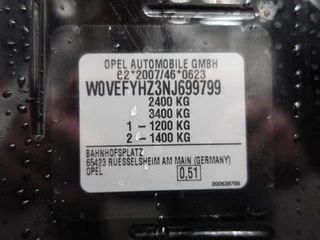 OPEL AUTOMOBILE GMBH
e2*2007/46*0623
W0VEFYHZ3NJ699799
2400 KG
3400 KG
1 - 1200 KG
2 - 1400 KG
BAHNHOFSPLATZ
65423 RUESSELSHEIM AM MAIN (GERMANY)
OPEL
0,51
200638795